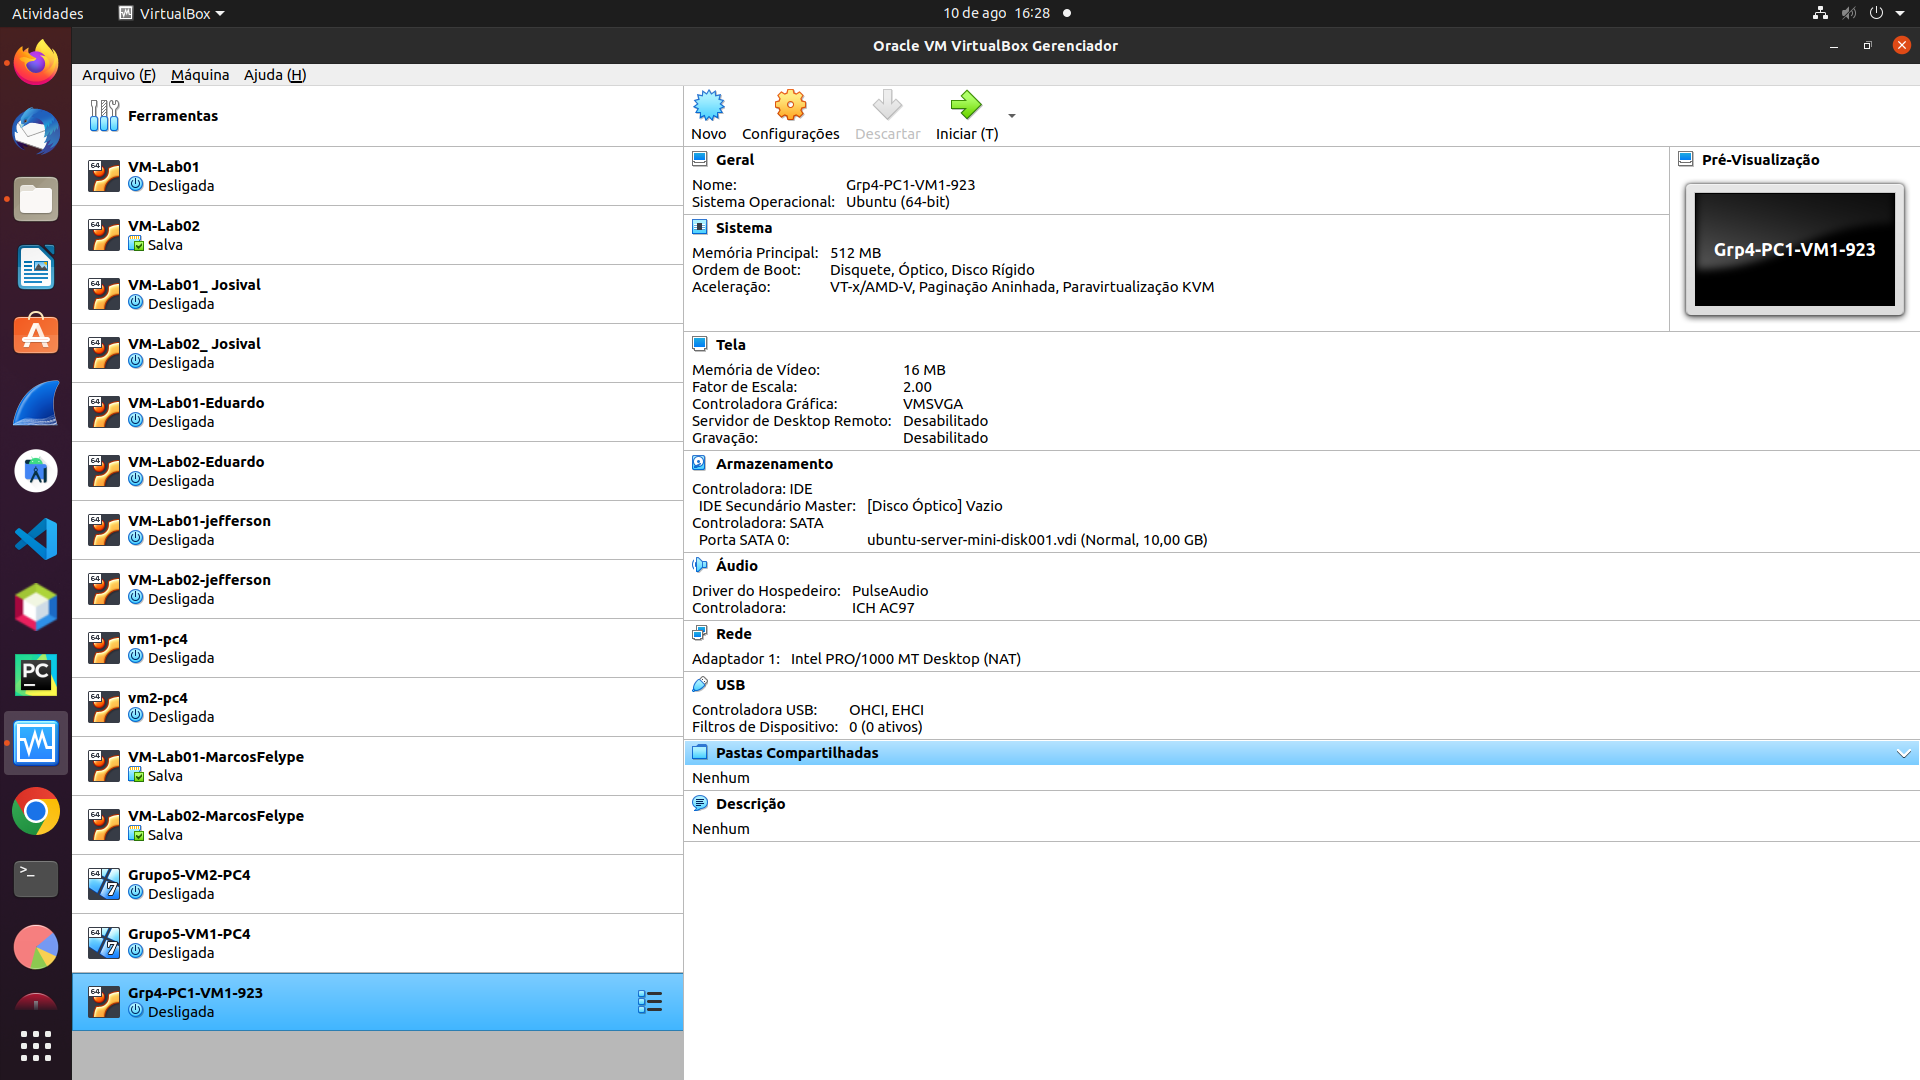 Atividades
VirtualBox
10 de ago 16:28
Oracle VM VirtualBox Gerenciador
Arquivo (F) Máquina Ajuda (H)
Ferramentas
VM-Lab01
Desligada
VM-Lab02
Salva
VM-Lab01_ Josival
Desligada
VM-Lab02_ Josival
Desligada
VM-Lab01-Eduardo
Desligada
VM-Lab02-Eduardo
Desligada
VM-Lab01-jefferson
Desligada
VM-Lab02-jefferson
Desligada
vm1-pc4
Desligada
vm2-pc4
Desligada
VM-Lab01-MarcosFelype
Salva
VM-Lab02-MarcosFelype
Salva
Grupo5-VM2-PC4
Desligada
Grupo5-VM1-PC4
Desligada
Grp4-PC1-VM1-923
Desligada
Novo Configurações Descartar Iniciar (T)
Geral
Nome: Grp4-PC1-VM1-923
Sistema Operacional: Ubuntu (64-bit)
Sistema
Memória Principal: 512 MB
Ordem de Boot: Disquete, Óptico, Disco Rígido
Aceleração: VT-x/AMD-V, Paginação Aninhada, Paravirtualização KVM
Pré-Visualização
Grp4-PC1-VM1-923
Tela
Memória de Vídeo: 16 MB
Fator de Escala: 2.00
Controladora Gráfica: VMSVGA
Servidor de Desktop Remoto: Desabilitado
Gravação: Desabilitado
Armazenamento
Controladora: IDE
IDE Secundário Master: [Disco Óptico] Vazio
Controladora: SATA
Porta SATA 0: ubuntu-server-mini-disk001.vdi (Normal, 10,00 GB)
Áudio
Driver do Hospedeiro: PulseAudio
Controladora: ICH AC97
Rede
Adaptador 1: Intel PRO/1000 MT Desktop (NAT)
USB
Controladora USB: OHCI, EHCI
Filtros de Dispositivo: 0 (0 ativos)
Pastas Compartilhadas
Nenhum
Descrição
Nenhum